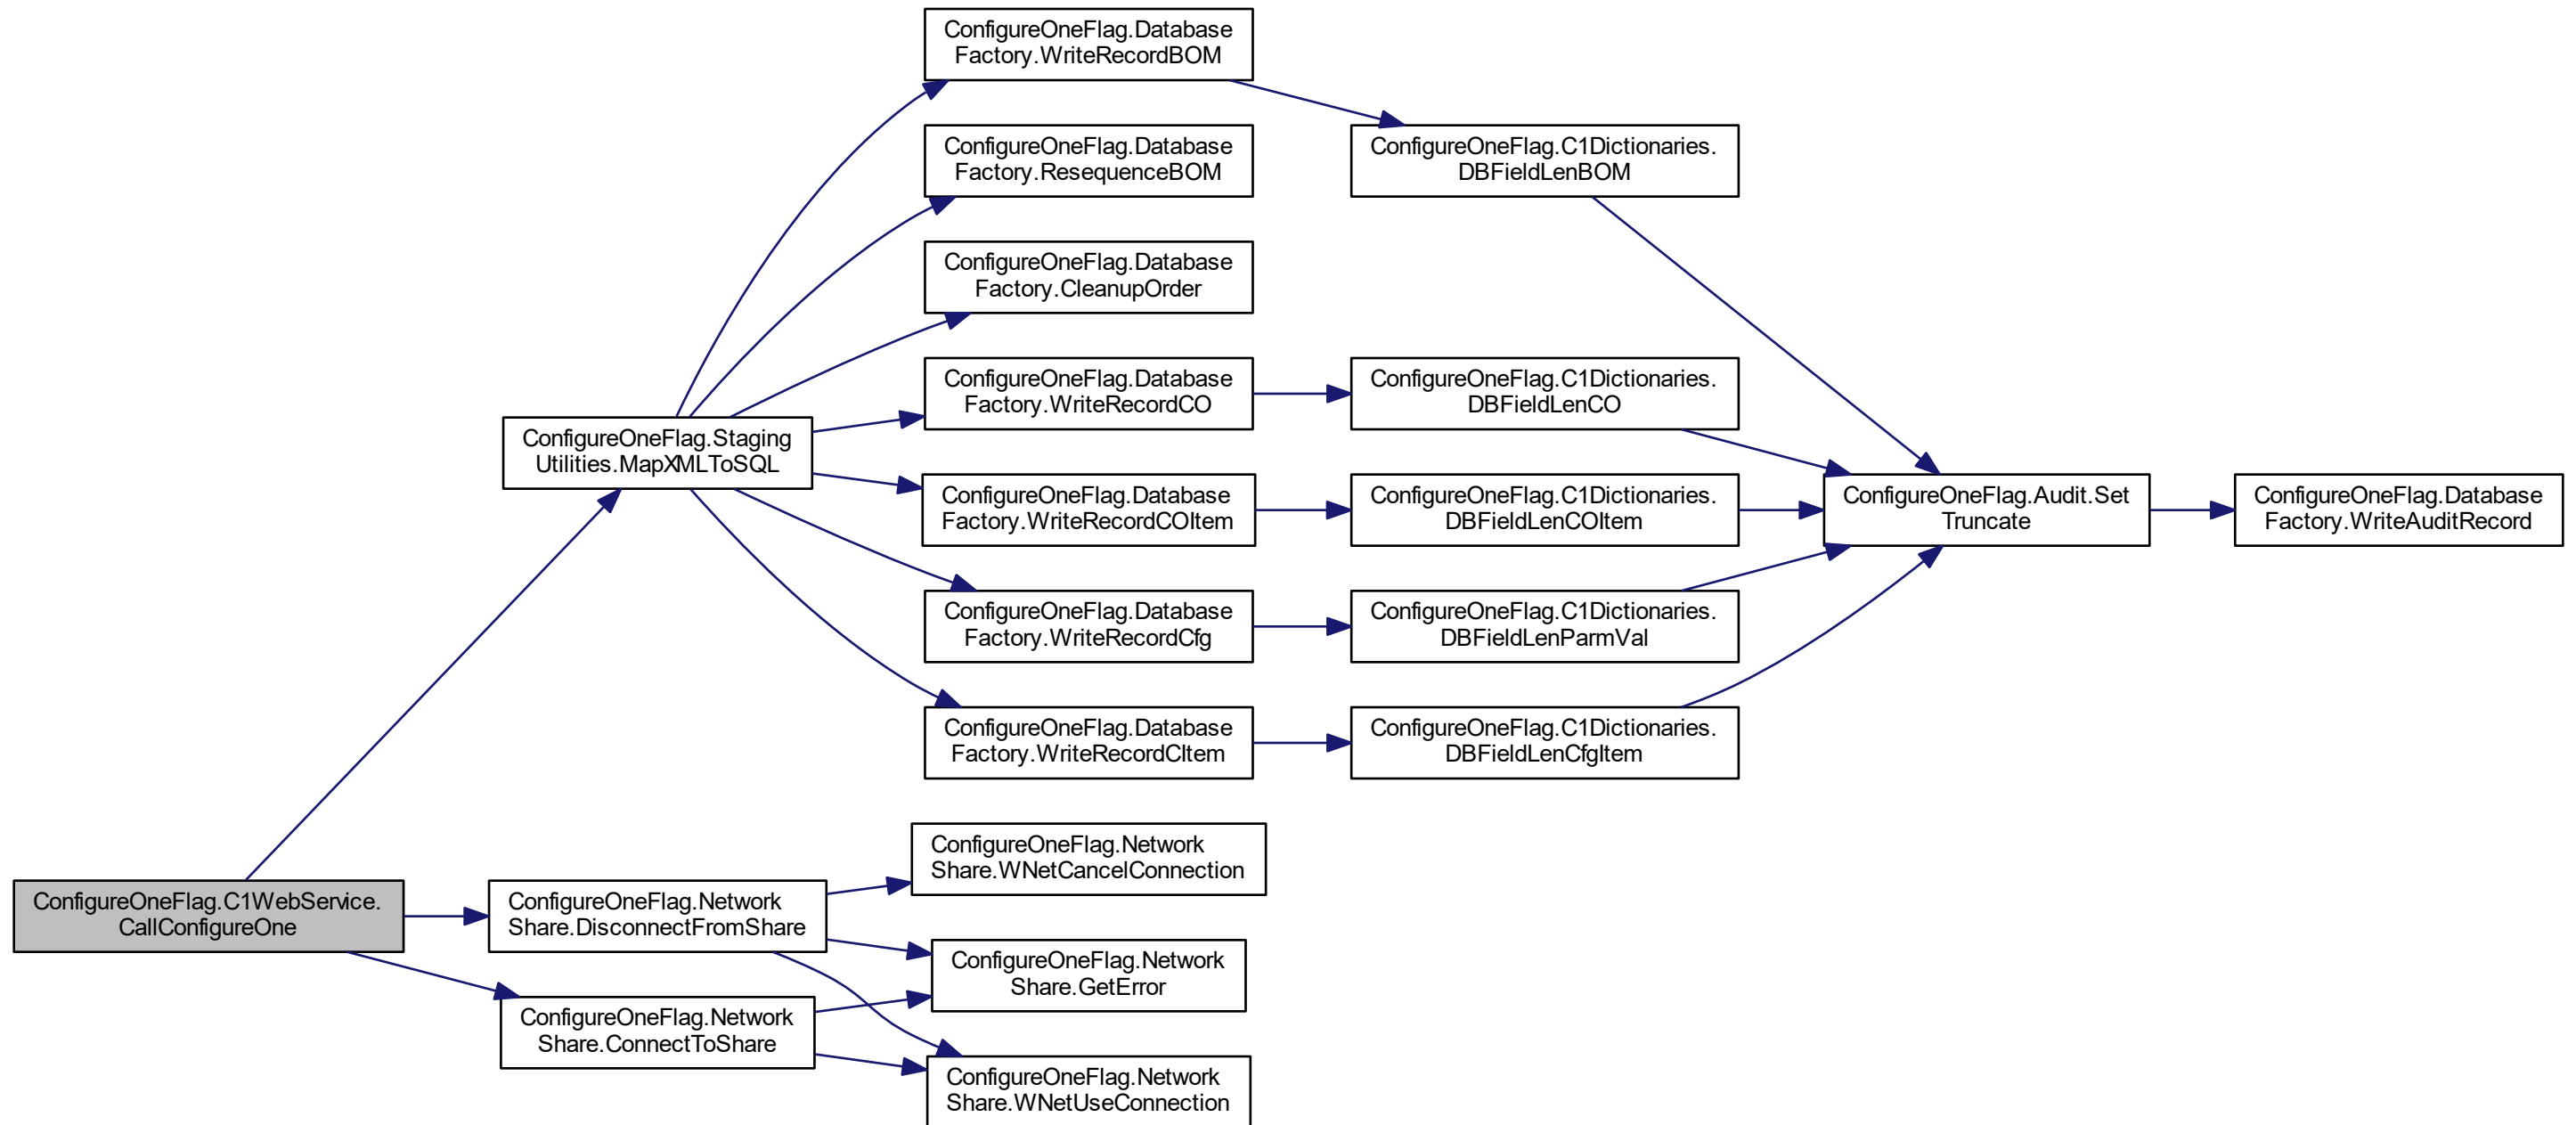 ConfigureOneFlag.Database
Factory.WriteRecordBOM
ConfigureOneFlag.Database
Factory.ResequenceBOM
ConfigureOneFlag.C1Dictionaries.
DBFieldLenBOM
ConfigureOneFlag.Database
Factory.CleanupOrder
ConfigureOneFlag.Database
Factory.WriteRecordCO
ConfigureOneFlag.C1Dictionaries.
DBFieldLenCO
ConfigureOneFlag.Staging
Utilities.MapXMLToSQL
ConfigureOneFlag.Database
Factory.WriteRecordCOItem
ConfigureOneFlag.C1Dictionaries.
DBFieldLenCOItem
ConfigureOneFlag.Audit.Set
Truncate
ConfigureOneFlag.Database
Factory.WriteAuditRecord
ConfigureOneFlag.Database
Factory.WriteRecordCfg
ConfigureOneFlag.C1Dictionaries.
DBFieldLenParmVal
ConfigureOneFlag.Database
Factory.WriteRecordCItem
ConfigureOneFlag.C1Dictionaries.
DBFieldLenCfgItem
ConfigureOneFlag.Network
Share.WNetCancelConnection
ConfigureOneFlag.C1WebService.
CallConfigureOne
ConfigureOneFlag.Network
Share.DisconnectFromShare
ConfigureOneFlag.Network
Share.GetError
ConfigureOneFlag.Network
Share.ConnectToShare
ConfigureOneFlag.Network
Share.WNetUseConnection